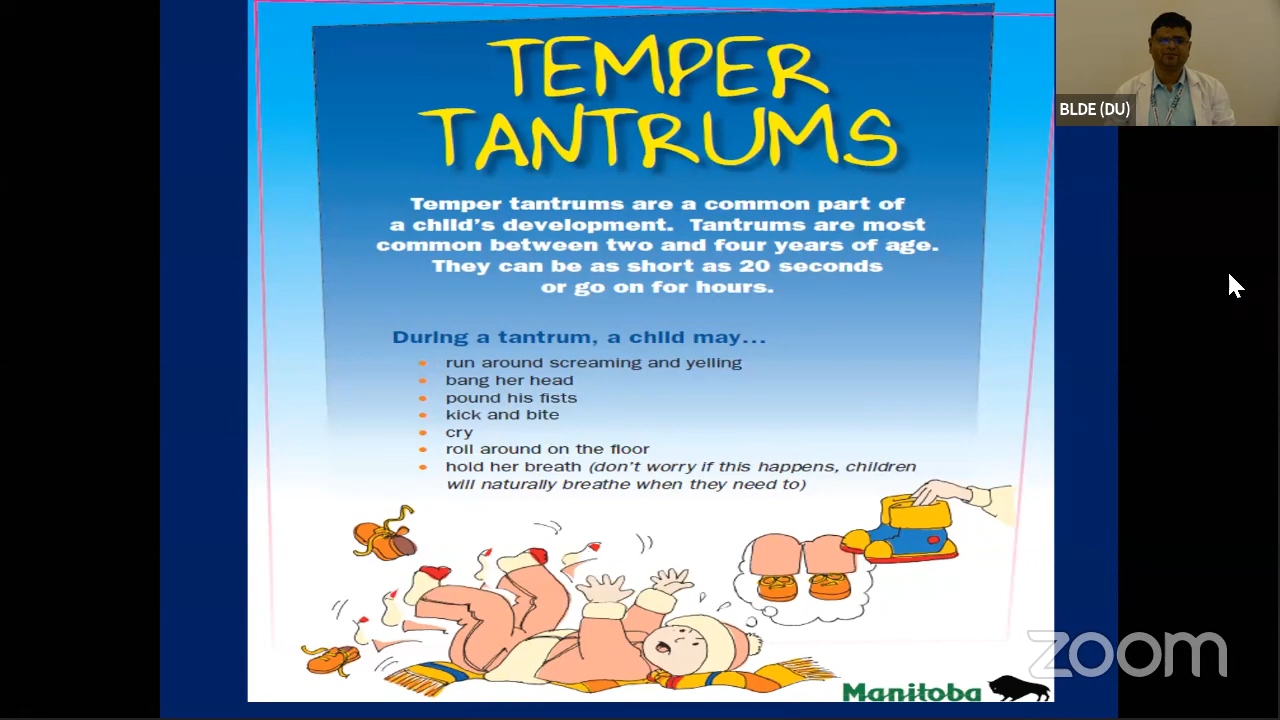 TEMPER
TANTRUMS
Temper tantrums are a common part of
a child's development. Tantrums are most
common between two and four years of age.
They can be as short as 20 seconds
or go on for hours.
During a tantrum, a child may...
• run around screaming and yelling
• bang her head
• pound his fists
• kick and bite
• cry
• roll around on the floor
• hold her breath (don't worry if this happens, children
will naturally breathe when they need to)
Manitoba
BLDE (DU)
zoom